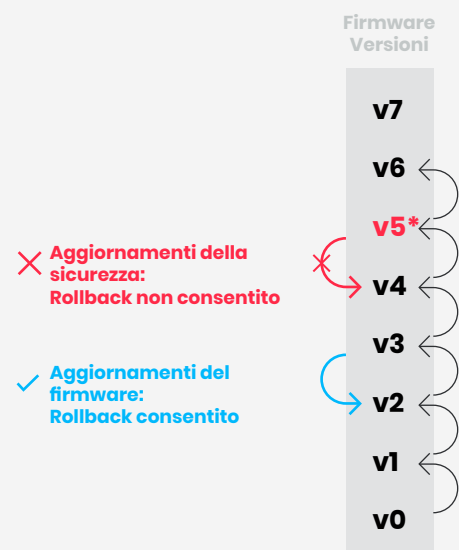 Firmware
Versioni
v7
v6
v5*
Aggiornamenti della
sicurezza:
Rollback non consentito
v4
v3
Aggiornamenti del
firmware:
Rollback consentito
v2
v1
v0